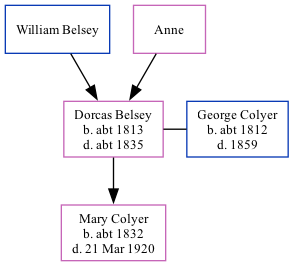 William Belsey
Anne
Dorcas Belsey
b. abt 1813
d. abt 1835
George Colyer
b. abt 1812
d. 1859
Mary Colyer
b. abt 1832
d. 21 Mar 1920